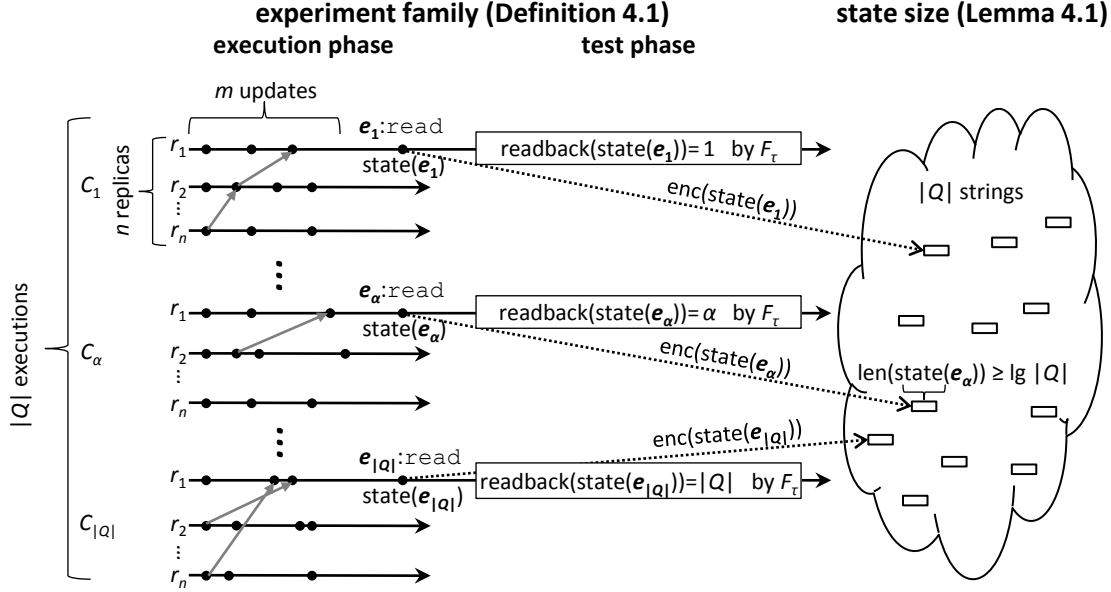 experiment family (Definition 4.1)
state size (Lemma 4.1)
execution phase
test phase
m updates
|Q| executions
C1
n replicas
r1
e1:read
state(e1)
readback(state(e1))= 1 by Fτ
enc(state(e1))
|Q| strings
r2
⋮
rn
⋮
Cα
r1
eα:read
state(eα)
readback(state(eα))= α by Fτ
enc(state(eα))
len(state(eα)) ≥ lg |Q|
r2
⋮
rn
⋮
C|Q|
r1
e|Q|:read
state(e|Q|)
readback(state(e|Q|))=|Q| by Fτ
enc(state(e|Q|))
r2
⋮
rn